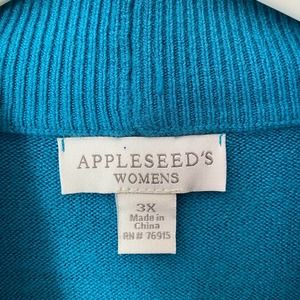 APPLESEED'S
WOMENS
3X
Made in
China
RN# 76915